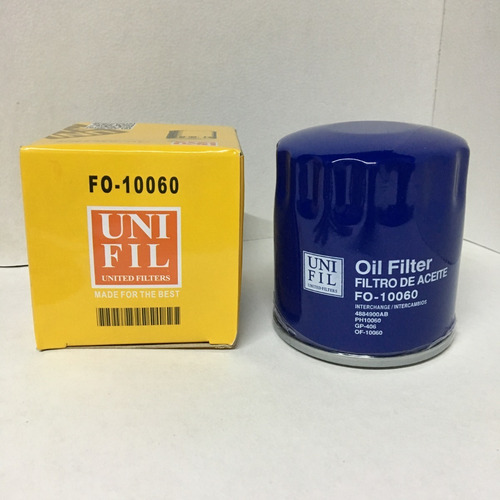 FO-10060
UNI
FIL
UNITED FILTERS
MADE FOR THE BEST
UNI
FIL
UNITED FILTERS
Oil Filter
FILTRO DE ACEITE
FO-10060
INTERCHANGE / INTERCAMBIOS
4884900AB
PH10060
GP-406
OF-10060